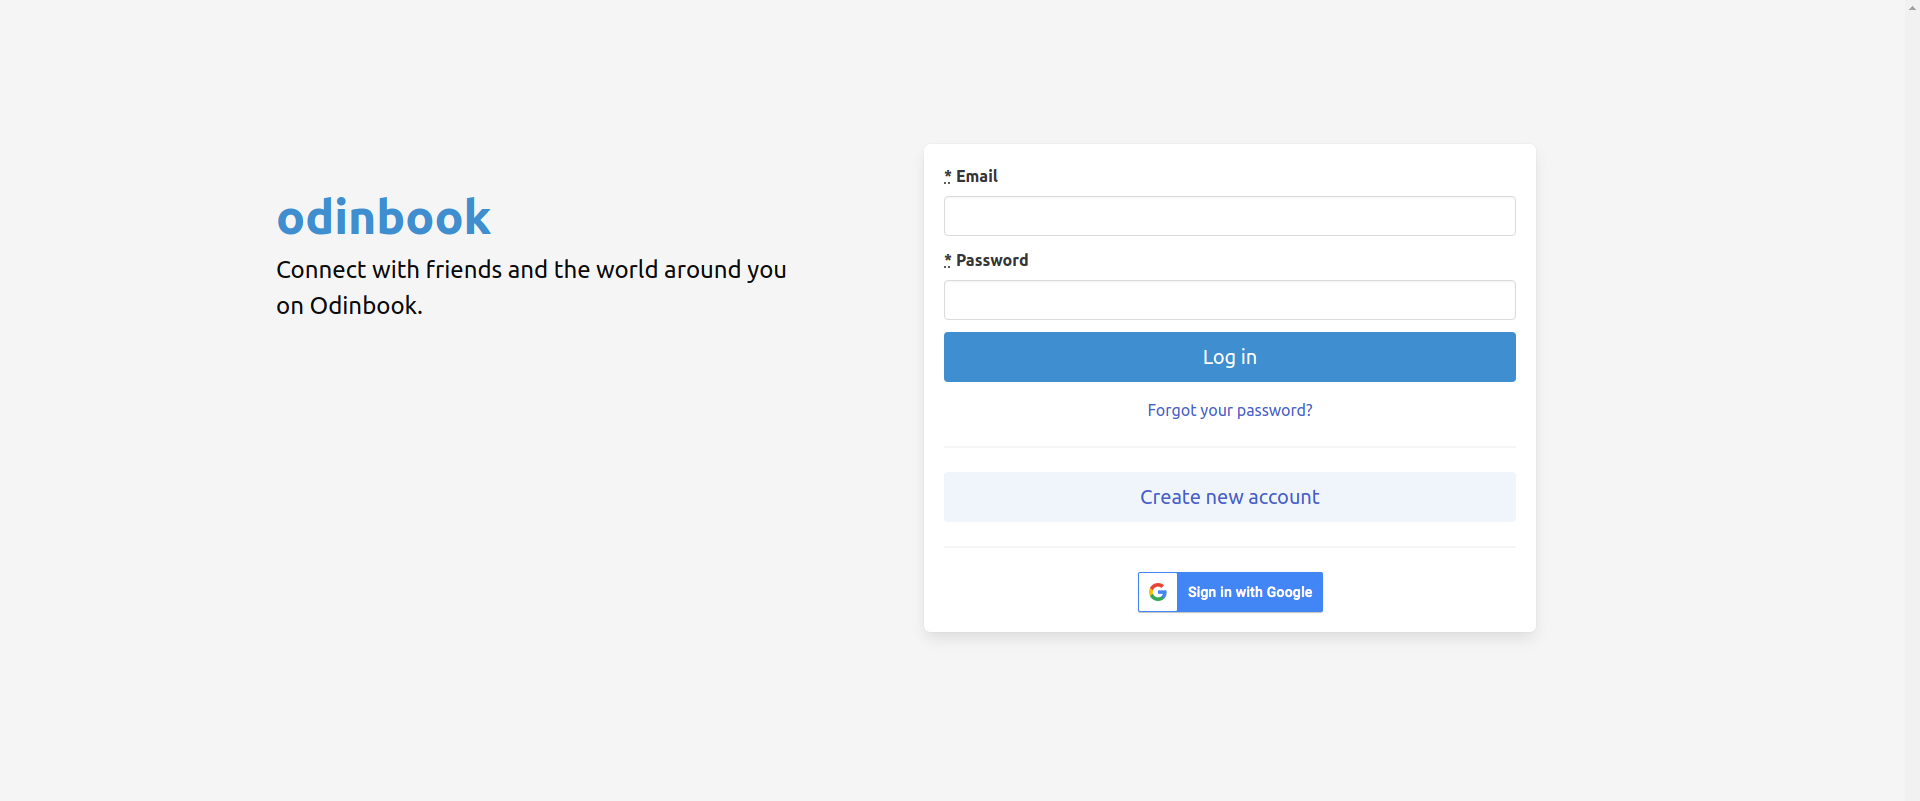 odinbook
Connect with friends and the world around you
on Odinbook.
* Email
* Password
Log in
Forgot your password?
Create new account
Sign in with Google